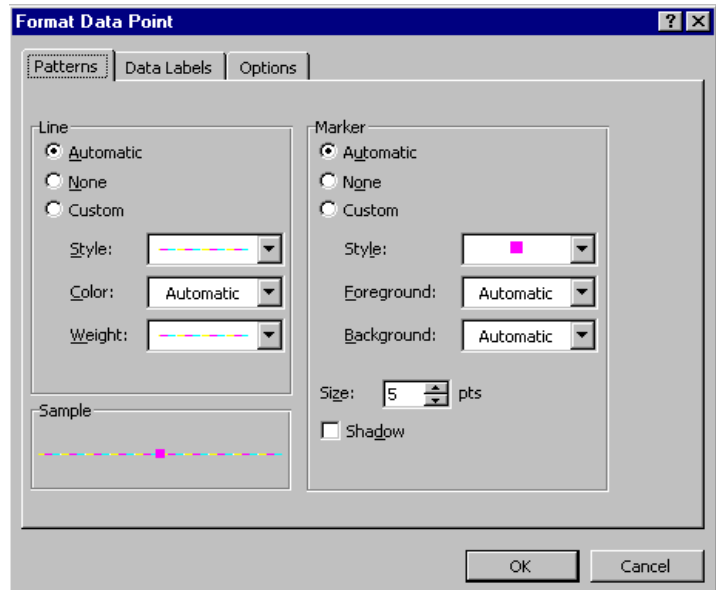 Format Data Point
Patterns Data Labels Options
Line
Automatic
None
Custom
Style:
Color: Automatic
Weight:
Sample
Marker
Automatic
None
Custom
Style:
Foreground: Automatic
Background: Automatic
Size: 5 pts
Shadow
OK Cancel